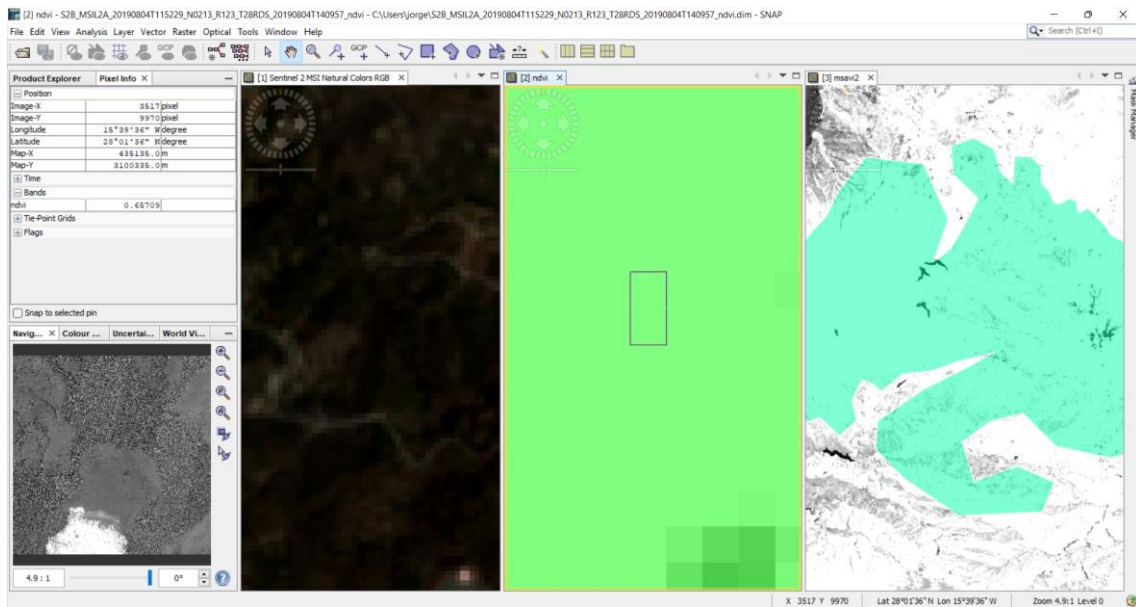 [2] ndvi - S2B_MSIL2A_20190804T115229_N0213_R123_T28RDS_20190804T140957_ndvi - C:\Users\jorge\S2B_MSIL2A_20190804T115229_N0213_R123_T28RDS_20190804T140957_ndvi.dim - SNAP
File Edit View Analysis Layer Vector Raster Optical Tools Window Help
Search (Ctrl+I)
GCP GCP
Product Explorer Pixel Info
[1] Sentinel 2 MSI Natural Colors RGB
[2] ndvi
[3] msavi2
Mask Manager
Position
Image-X 3517 pixel
Image-Y 9970 pixel
Longitude 15°39'36" W degree
Latitude 28°01'36" N degree
Map-X 435135.0 m
Map-Y 3100335.0 m
Time
Bands
ndvi 0.65709
Tie-Point Grids
Flags
Snap to selected pin
Navig... Colour ... Uncertai... World Vi...
4.9 : 1
0°
X 3517 Y 9970 Lat 28°01'36" N Lon 15°39'36" W Zoom 4.9:1 Level 0